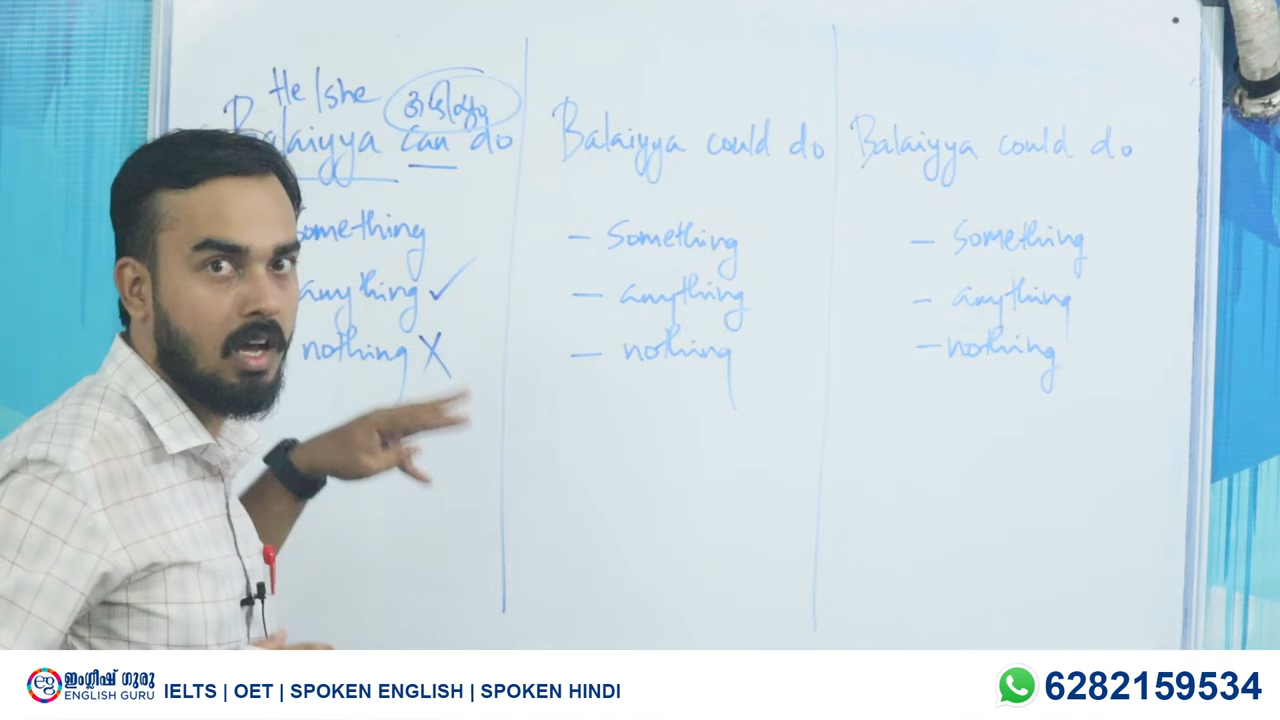 He/she
Balaiyya can do
something
anything ✓
nothing X
Balaiyya could do
- Something
- anything
- nothing
Balaiyya could do
- Something
- anything
- nothing
eg
ഇംഗ്ലീഷ് ഗുരു
ENGLISH GURU
IELTS | OET | SPOKEN ENGLISH | SPOKEN HINDI
6282159534